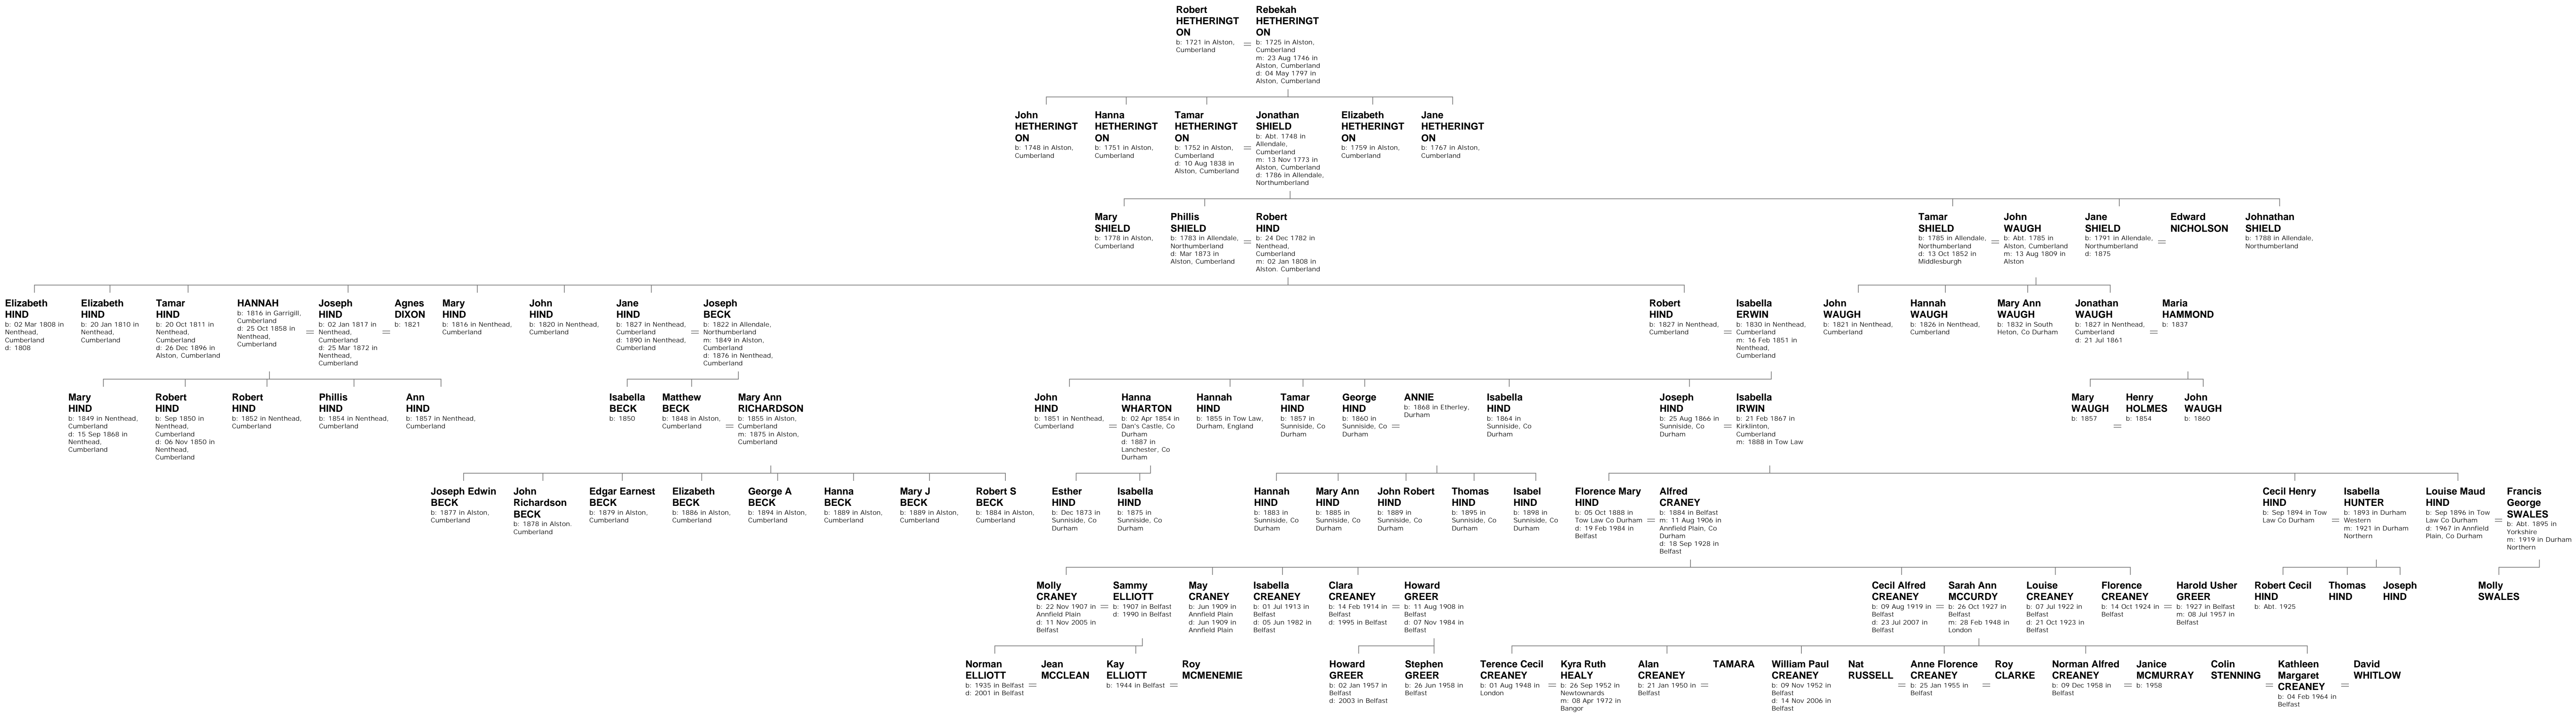 Robert
HETHERINGT
ON
b: 1721 in Alston,
Cumberland
=
Rebekah
HETHERINGT
ON
b: 1725 in Alston,
Cumberland
m: 23 Aug 1746 in
Alston, Cumberland
d: 04 May 1797 in
Alston, Cumberland
John
HETHERINGT
ON
b: 1748 in Alston,
Cumberland
Hanna
HETHERINGT
ON
b: 1751 in Alston,
Cumberland
Tamar
HETHERINGT
ON
b: 1752 in Alston,
Cumberland
d: 10 Aug 1838 in
Alston, Cumberland
=
Jonathan
SHIELD
b: Abt. 1748 in
Allendale,
Cumberland
m: 13 Nov 1773 in
Alston, Cumberland
d: 1786 in Allendale,
Northumberland
Elizabeth
HETHERINGT
ON
b: 1759 in Alston,
Cumberland
Jane
HETHERINGT
ON
b: 1767 in Alston,
Cumberland
Mary
SHIELD
b: 1778 in Alston,
Cumberland
Phillis
SHIELD
b: 1783 in Allendale,
Northumberland
d: Mar 1873 in
Alston, Cumberland
=
Robert
HIND
b: 24 Dec 1782 in
Nenthead,
Cumberland
m: 02 Jan 1808 in
Alston. Cumberland
Tamar
SHIELD
b: 1785 in Allendale,
Northumberland
d: 13 Oct 1852 in
Middlesburgh
=
John
WAUGH
b: Abt. 1785 in
Alston, Cumberland
m: 13 Aug 1809 in
Alston
Jane
SHIELD
b: 1791 in Allendale,
Northumberland
d: 1875
=
Edward
NICHOLSON
Johnathan
SHIELD
b: 1788 in Allendale,
Northumberland
Elizabeth
HIND
b: 02 Mar 1808 in
Nenthead,
Cumberland
d: 1808
Elizabeth
HIND
b: 20 Jan 1810 in
Nenthead,
Cumberland
Tamar
HIND
b: 20 Oct 1811 in
Nenthead,
Cumberland
d: 26 Dec 1896 in
Alston, Cumberland
HANNAH
b: 1816 in Garrigill,
Cumberland
d: 25 Oct 1858 in
Nenthead,
Cumberland
=
Joseph
HIND
b: 02 Jan 1817 in
Nenthead,
Cumberland
d: 25 Mar 1872 in
Nenthead,
Cumberland
=
Agnes
DIXON
b: 1821
Mary
HIND
b: 1816 in Nenthead,
Cumberland
John
HIND
b: 1820 in Nenthead,
Cumberland
Jane
HIND
b: 1827 in Nenthead,
Cumberland
d: 1890 in Nenthead,
Cumberland
=
Joseph
BECK
b: 1822 in Allendale,
Northumberland
m: 1849 in Alston,
Cumberland
d: 1876 in Nenthead,
Cumberland
Robert
HIND
b: 1827 in Nenthead,
Cumberland
=
Isabella
ERWIN
b: 1830 in Nenthead,
Cumberland
m: 16 Feb 1851 in
Nenthead,
Cumberland
John
WAUGH
b: 1821 in Nenthead,
Cumberland
Hannah
WAUGH
b: 1826 in Nenthead,
Cumberland
Mary Ann
WAUGH
b: 1832 in South
Heton, Co Durham
Jonathan
WAUGH
b: 1827 in Nenthead,
Cumberland
d: 21 Jul 1861
=
Maria
HAMMOND
b: 1837
Mary
HIND
b: 1849 in Nenthead,
Cumberland
d: 15 Sep 1868 in
Nenthead,
Cumberland
Robert
HIND
b: Sep 1850 in
Nenthead,
Cumberland
d: 06 Nov 1850 in
Nenthead,
Cumberland
Robert
HIND
b: 1852 in Nenthead,
Cumberland
Phillis
HIND
b: 1854 in Nenthead,
Cumberland
Ann
HIND
b: 1857 in Nenthead,
Cumberland
Isabella
BECK
b: 1850
Matthew
BECK
b: 1848 in Alston,
Cumberland
=
Mary Ann
RICHARDSON
b: 1855 in Alston,
Cumberland
m: 1875 in Alston,
Cumberland
John
HIND
b: 1851 in Nenthead,
Cumberland
=
Hanna
WHARTON
b: 02 Apr 1854 in
Dan's Castle, Co
Durham
d: 1887 in
Lanchester, Co
Durham
Hannah
HIND
b: 1855 in Tow Law,
Durham, England
Tamar
HIND
b: 1857 in
Sunniside, Co
Durham
George
HIND
b: 1860 in
Sunniside, Co
Durham
=
ANNIE
b: 1868 in Etherley,
Durham
Isabella
HIND
b: 1864 in
Sunniside, Co
Durham
Joseph
HIND
b: 25 Aug 1866 in
Sunniside, Co
Durham
=
Isabella
IRWIN
b: 21 Feb 1867 in
Kirklinton,
Cumberland
m: 1888 in Tow Law
Mary
WAUGH
b: 1857
=
Henry
HOLMES
b: 1854
John
WAUGH
b: 1860
Joseph Edwin
BECK
b: 1877 in Alston,
Cumberland
John
Richardson
BECK
b: 1878 in Alston.
Cumberland
Edgar Earnest
BECK
b: 1879 in Alston,
Cumberland
Elizabeth
BECK
b: 1886 in Alston,
Cumberland
George A
BECK
b: 1894 in Alston,
Cumberland
Hanna
BECK
b: 1889 in Alston,
Cumberland
Mary J
BECK
b: 1889 in Alston,
Cumberland
Robert S
BECK
b: 1884 in Alston,
Cumberland
Esther
HIND
b: Dec 1873 in
Sunniside, Co
Durham
Isabella
HIND
b: 1875 in
Sunniside, Co
Durham
Hannah
HIND
b: 1883 in
Sunniside, Co
Durham
Mary Ann
HIND
b: 1885 in
Sunniside, Co
Durham
John Robert
HIND
b: 1889 in
Sunniside, Co
Durham
Thomas
HIND
b: 1895 in
Sunniside, Co
Durham
Isabel
HIND
b: 1898 in
Sunniside, Co
Durham
Florence Mary
HIND
b: 05 Oct 1888 in
Tow Law Co Durham
d: 19 Feb 1984 in
Belfast
=
Alfred
CRANEY
b: 1884 in Belfast
m: 11 Aug 1906 in
Annfield Plain, Co
Durham
d: 18 Sep 1928 in
Belfast
Cecil Henry
HIND
b: Sep 1894 in Tow
Law Co Durham
=
Isabella
HUNTER
b: 1893 in Durham
Western
m: 1921 in Durham
Northern
Louise Maud
HIND
b: Sep 1896 in Tow
Law Co Durham
d: 1967 in Annfield
Plain, Co Durham
=
Francis
George
SWALES
b: Abt. 1895 in
Yorkshire
m: 1919 in Durham
Northern
Molly
CRANEY
b: 22 Nov 1907 in
Annfield Plain
d: 11 Nov 2005 in
Belfast
=
Sammy
ELLIOTT
b: 1907 in Belfast
d: 1990 in Belfast
May
CRANEY
b: Jun 1909 in
Annfield Plain
d: Jun 1909 in
Annfield Plain
Isabella
CREANEY
b: 01 Jul 1913 in
Belfast
d: 05 Jun 1982 in
Belfast
Clara
CREANEY
b: 14 Feb 1914 in
Belfast
d: 1995 in Belfast
=
Howard
GREER
b: 11 Aug 1908 in
Belfast
d: 07 Nov 1984 in
Belfast
Cecil Alfred
CREANEY
b: 09 Aug 1919 in
Belfast
d: 23 Jul 2007 in
Belfast
=
Sarah Ann
MCCURDY
b: 26 Oct 1927 in
Belfast
m: 28 Feb 1948 in
London
Louise
CREANEY
b: 07 Jul 1922 in
Belfast
d: 21 Oct 1923 in
Belfast
Florence
CREANEY
b: 14 Oct 1924 in
Belfast
=
Harold Usher
GREER
b: 1927 in Belfast
m: 08 Jul 1957 in
Belfast
Robert Cecil
HIND
b: Abt. 1925
Thomas
HIND
Joseph
HIND
Molly
SWALES
Norman
ELLIOTT
b: 1935 in Belfast
d: 2001 in Belfast
=
Jean
MCCLEAN
Kay
ELLIOTT
b: 1944 in Belfast
=
Roy
MCMENEMIE
Howard
GREER
b: 02 Jan 1957 in
Belfast
d: 2003 in Belfast
Stephen
GREER
b: 26 Jun 1958 in
Belfast
Terence Cecil
CREANEY
b: 01 Aug 1948 in
London
=
Kyra Ruth
HEALY
b: 26 Sep 1952 in
Newtownards
m: 08 Apr 1972 in
Bangor
Alan
CREANEY
b: 21 Jan 1950 in
Belfast
=
TAMARA
William Paul
CREANEY
b: 09 Nov 1952 in
Belfast
d: 14 Nov 2006 in
Belfast
Nat
RUSSELL
=
Anne Florence
CREANEY
b: 25 Jan 1955 in
Belfast
=
Roy
CLARKE
Norman Alfred
CREANEY
b: 09 Dec 1958 in
Belfast
=
Janice
MCMURRAY
b: 1958
Colin
STENNING
=
Kathleen
Margaret
CREANEY
b: 04 Feb 1964 in
Belfast
=
David
WHITLOW